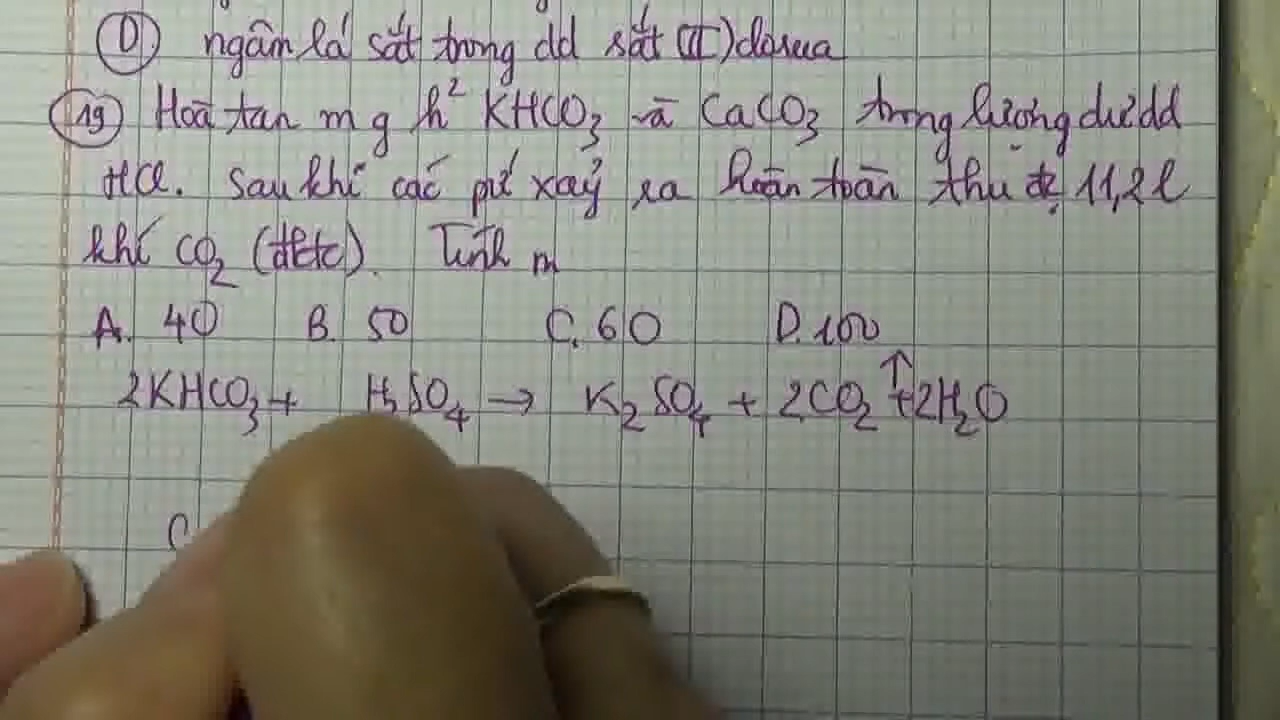 D ngâm lá sắt trong dd sắt (II) clorua
19 Hoà tan m g h² KHCO₃ và CaCO₃ trong lượng dư dd
HCl. Sau khi các pứ xảy ra hoàn toàn thu đc 11,2l
khí CO₂ (đktc). Tính m
A. 40 B. 50 C. 60 D. 100
2KHCO₃ + H₂SO₄ → K₂SO₄ + 2CO₂ ↑ + 2H₂O
C